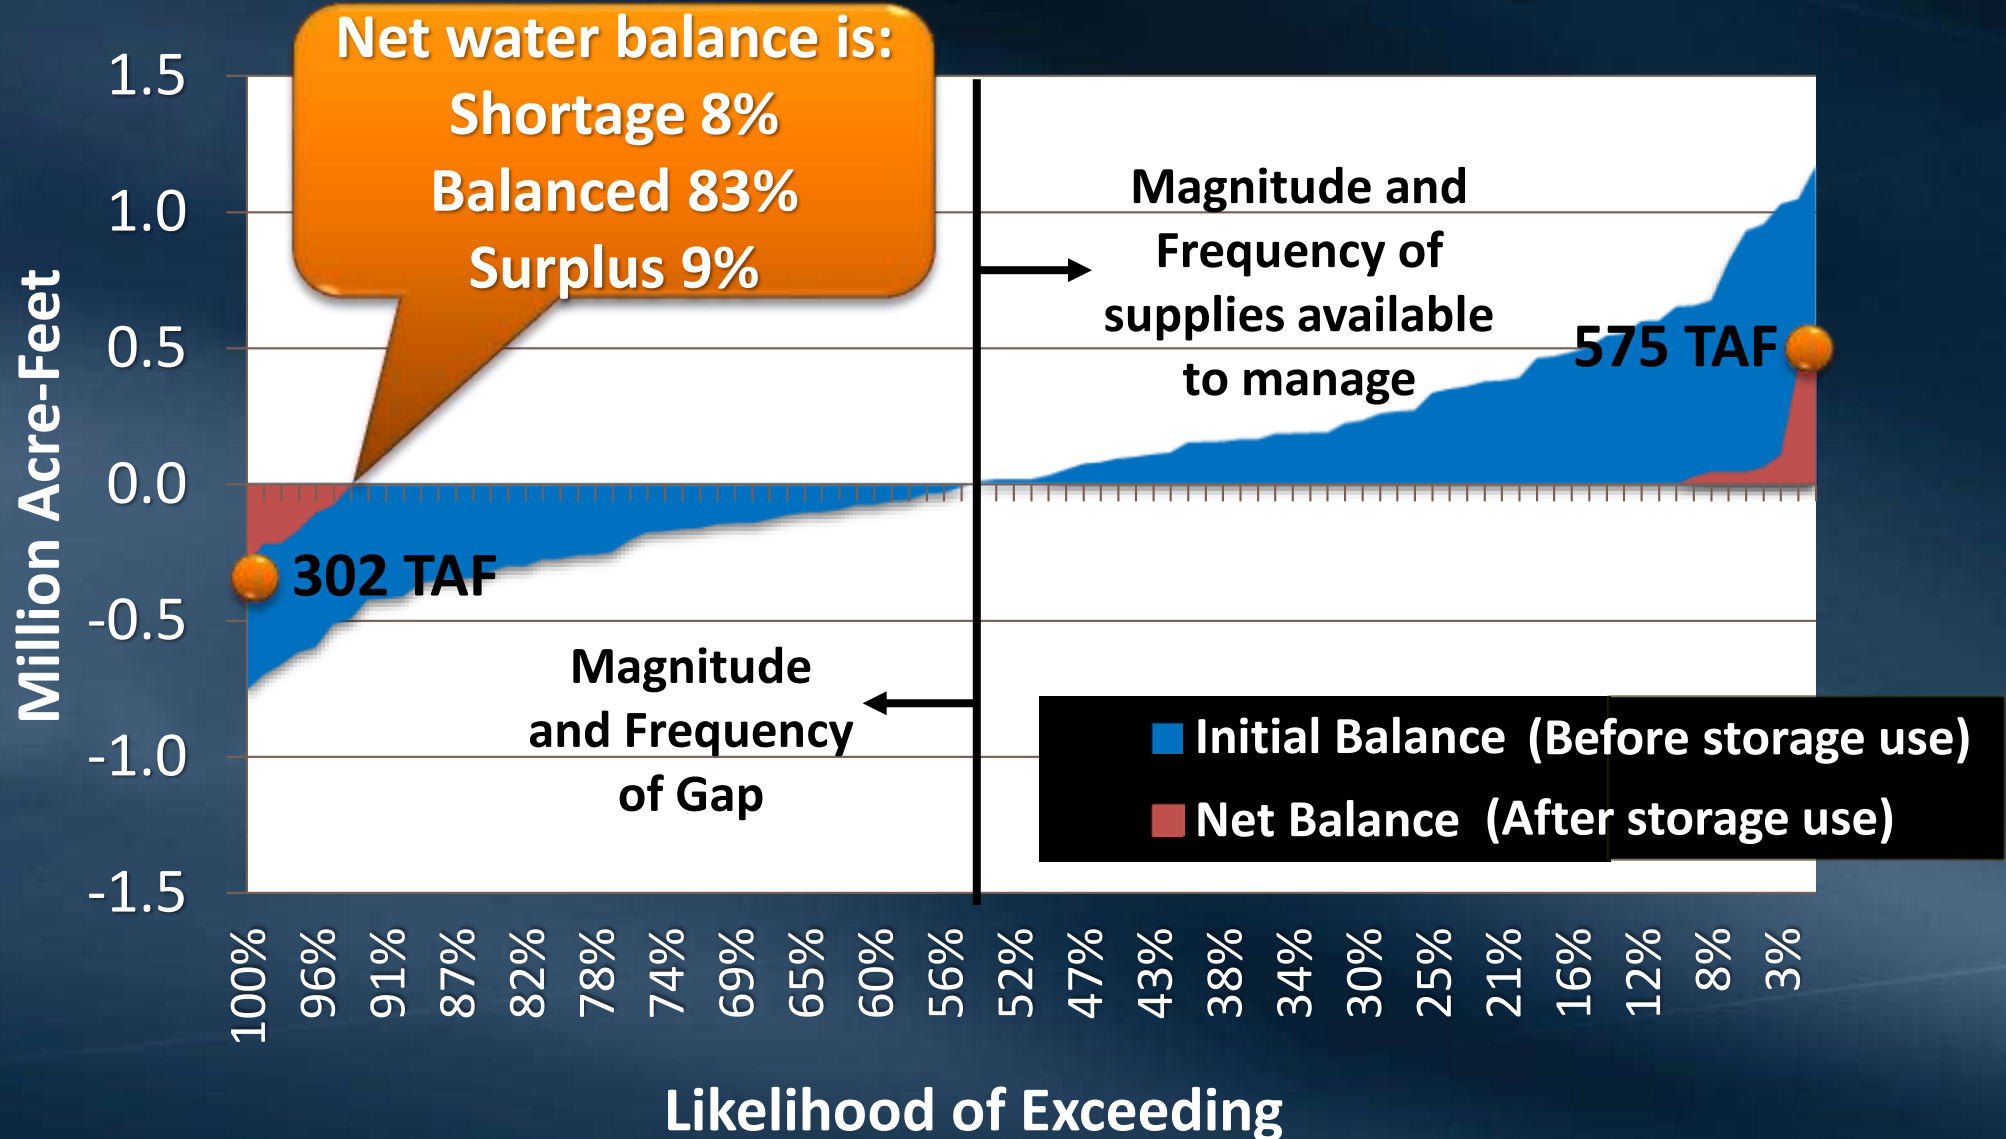 Net water balance is:
Shortage 8%
Balanced 83%
Surplus 9%
Million Acre-Feet
1.5
1.0
0.5
0.0
-0.5
-1.0
-1.5
Magnitude and
Frequency of
supplies available
to manage
575 TAF
302 TAF
Magnitude
and Frequency
of Gap
Initial Balance (Before storage use)
Net Balance (After storage use)
100% 96% 91% 87% 82% 78% 74% 69% 65% 60% 56% 52% 47% 43% 38% 34% 30% 25% 21% 16% 12% 8% 3%
Likelihood of Exceeding